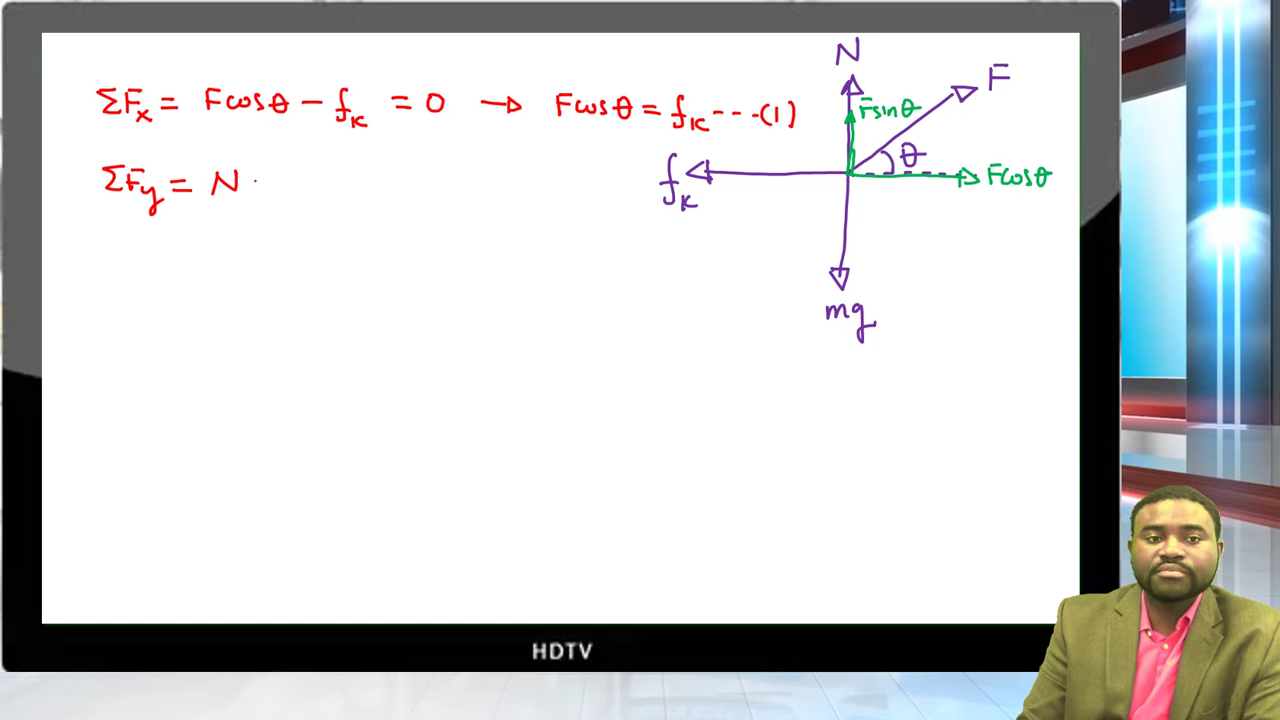 ΣFx = Fcosθ - fk = 0 → Fcosθ = fk ---(1)
ΣFy = N
N
F
Fsinθ
θ
fk
Fcosθ
mg
HDTV